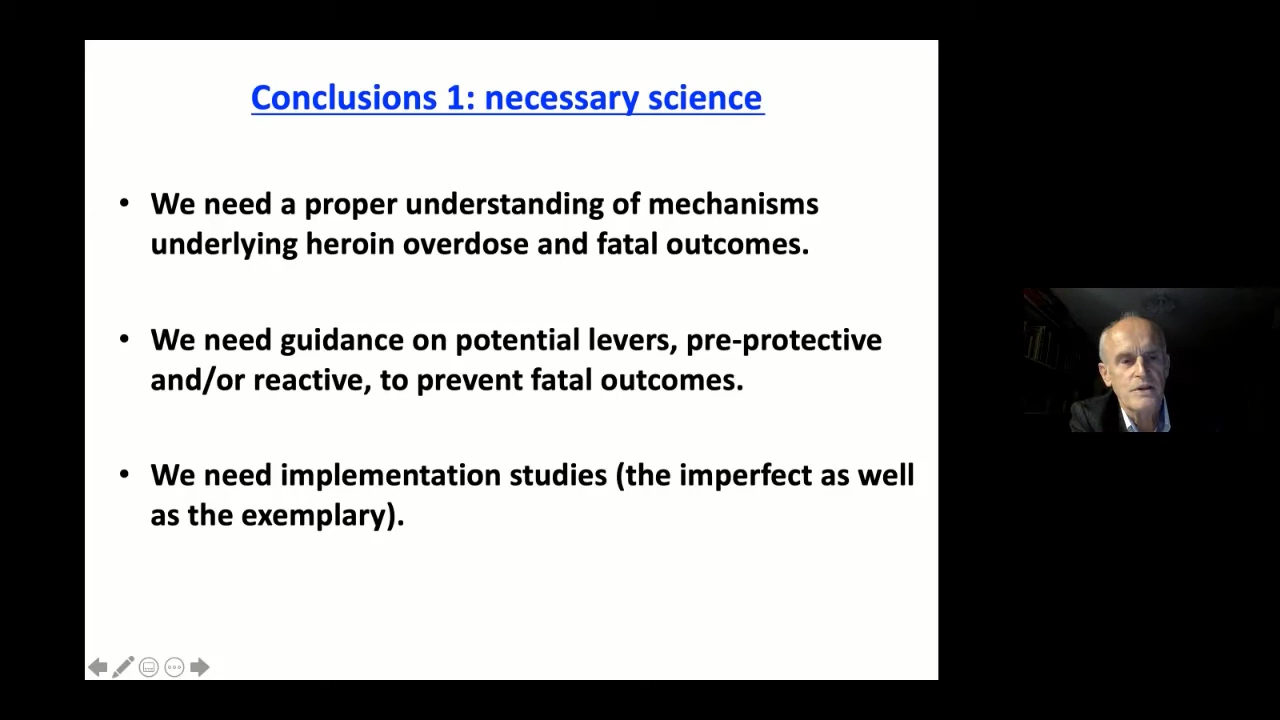 Conclusions 1: necessary science
• We need a proper understanding of mechanisms
underlying heroin overdose and fatal outcomes.
• We need guidance on potential levers, pre-protective
and/or reactive, to prevent fatal outcomes.
• We need implementation studies (the imperfect as well
as the exemplary).